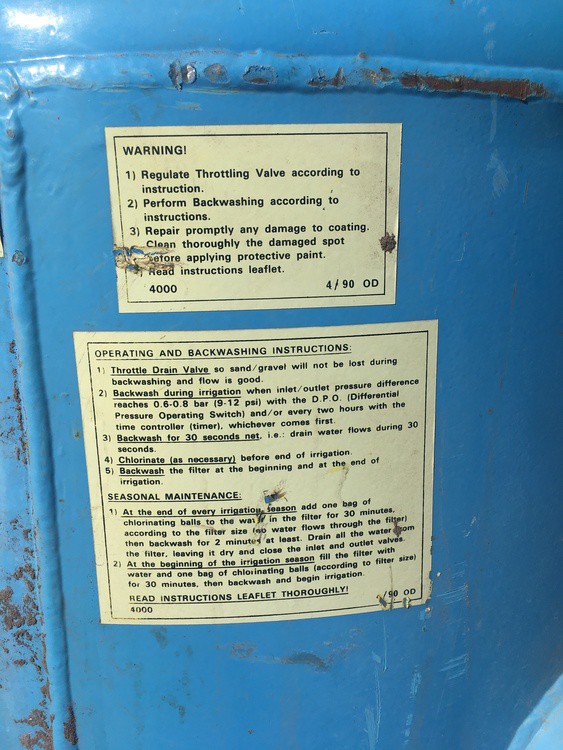 WARNING!
1) Regulate Throttling Valve according to
instruction.
2) Perform Backwashing according to
instructions.
3) Repair promptly any damage to coating.
Clean thoroughly the damaged spot
before applying protective paint.
Read instructions leaflet.
4000 4/90 OD
OPERATING AND BACKWASHING INSTRUCTIONS:
1) Throttle Drain Valve so sand/gravel will not be lost during
backwashing and flow is good.
2) Backwash during irrigation when inlet/outlet pressure difference
reaches 0.6-0.8 bar (9-12 psi) with the D.P.O. (Differential
Pressure Operating Switch) and/or every two hours with the
time controller (timer), whichever comes first.
3) Backwash for 30 seconds net, i.e.: drain water flows during 30
seconds.
4) Chlorinate (as necessary) before end of irrigation.
5) Backwash the filter at the beginning and at the end of
irrigation.
SEASONAL MAINTENANCE:
1) At the end of every irrigation season add one bag of
chlorinating balls to the water in the filter for 30 minutes,
according to the filter size (no water flows through the filter)
then backwash for 2 minutes at least. Drain all the water from
the filter, leaving it dry and close the inlet and outlet valves.
2) At the beginning of the irrigation season fill the filter with
water and one bag of chlorinating balls (according to filter size)
for 30 minutes, then backwash and begin irrigation.
READ INSTRUCTIONS LEAFLET THOROUGHLY!
4000 /90 OD